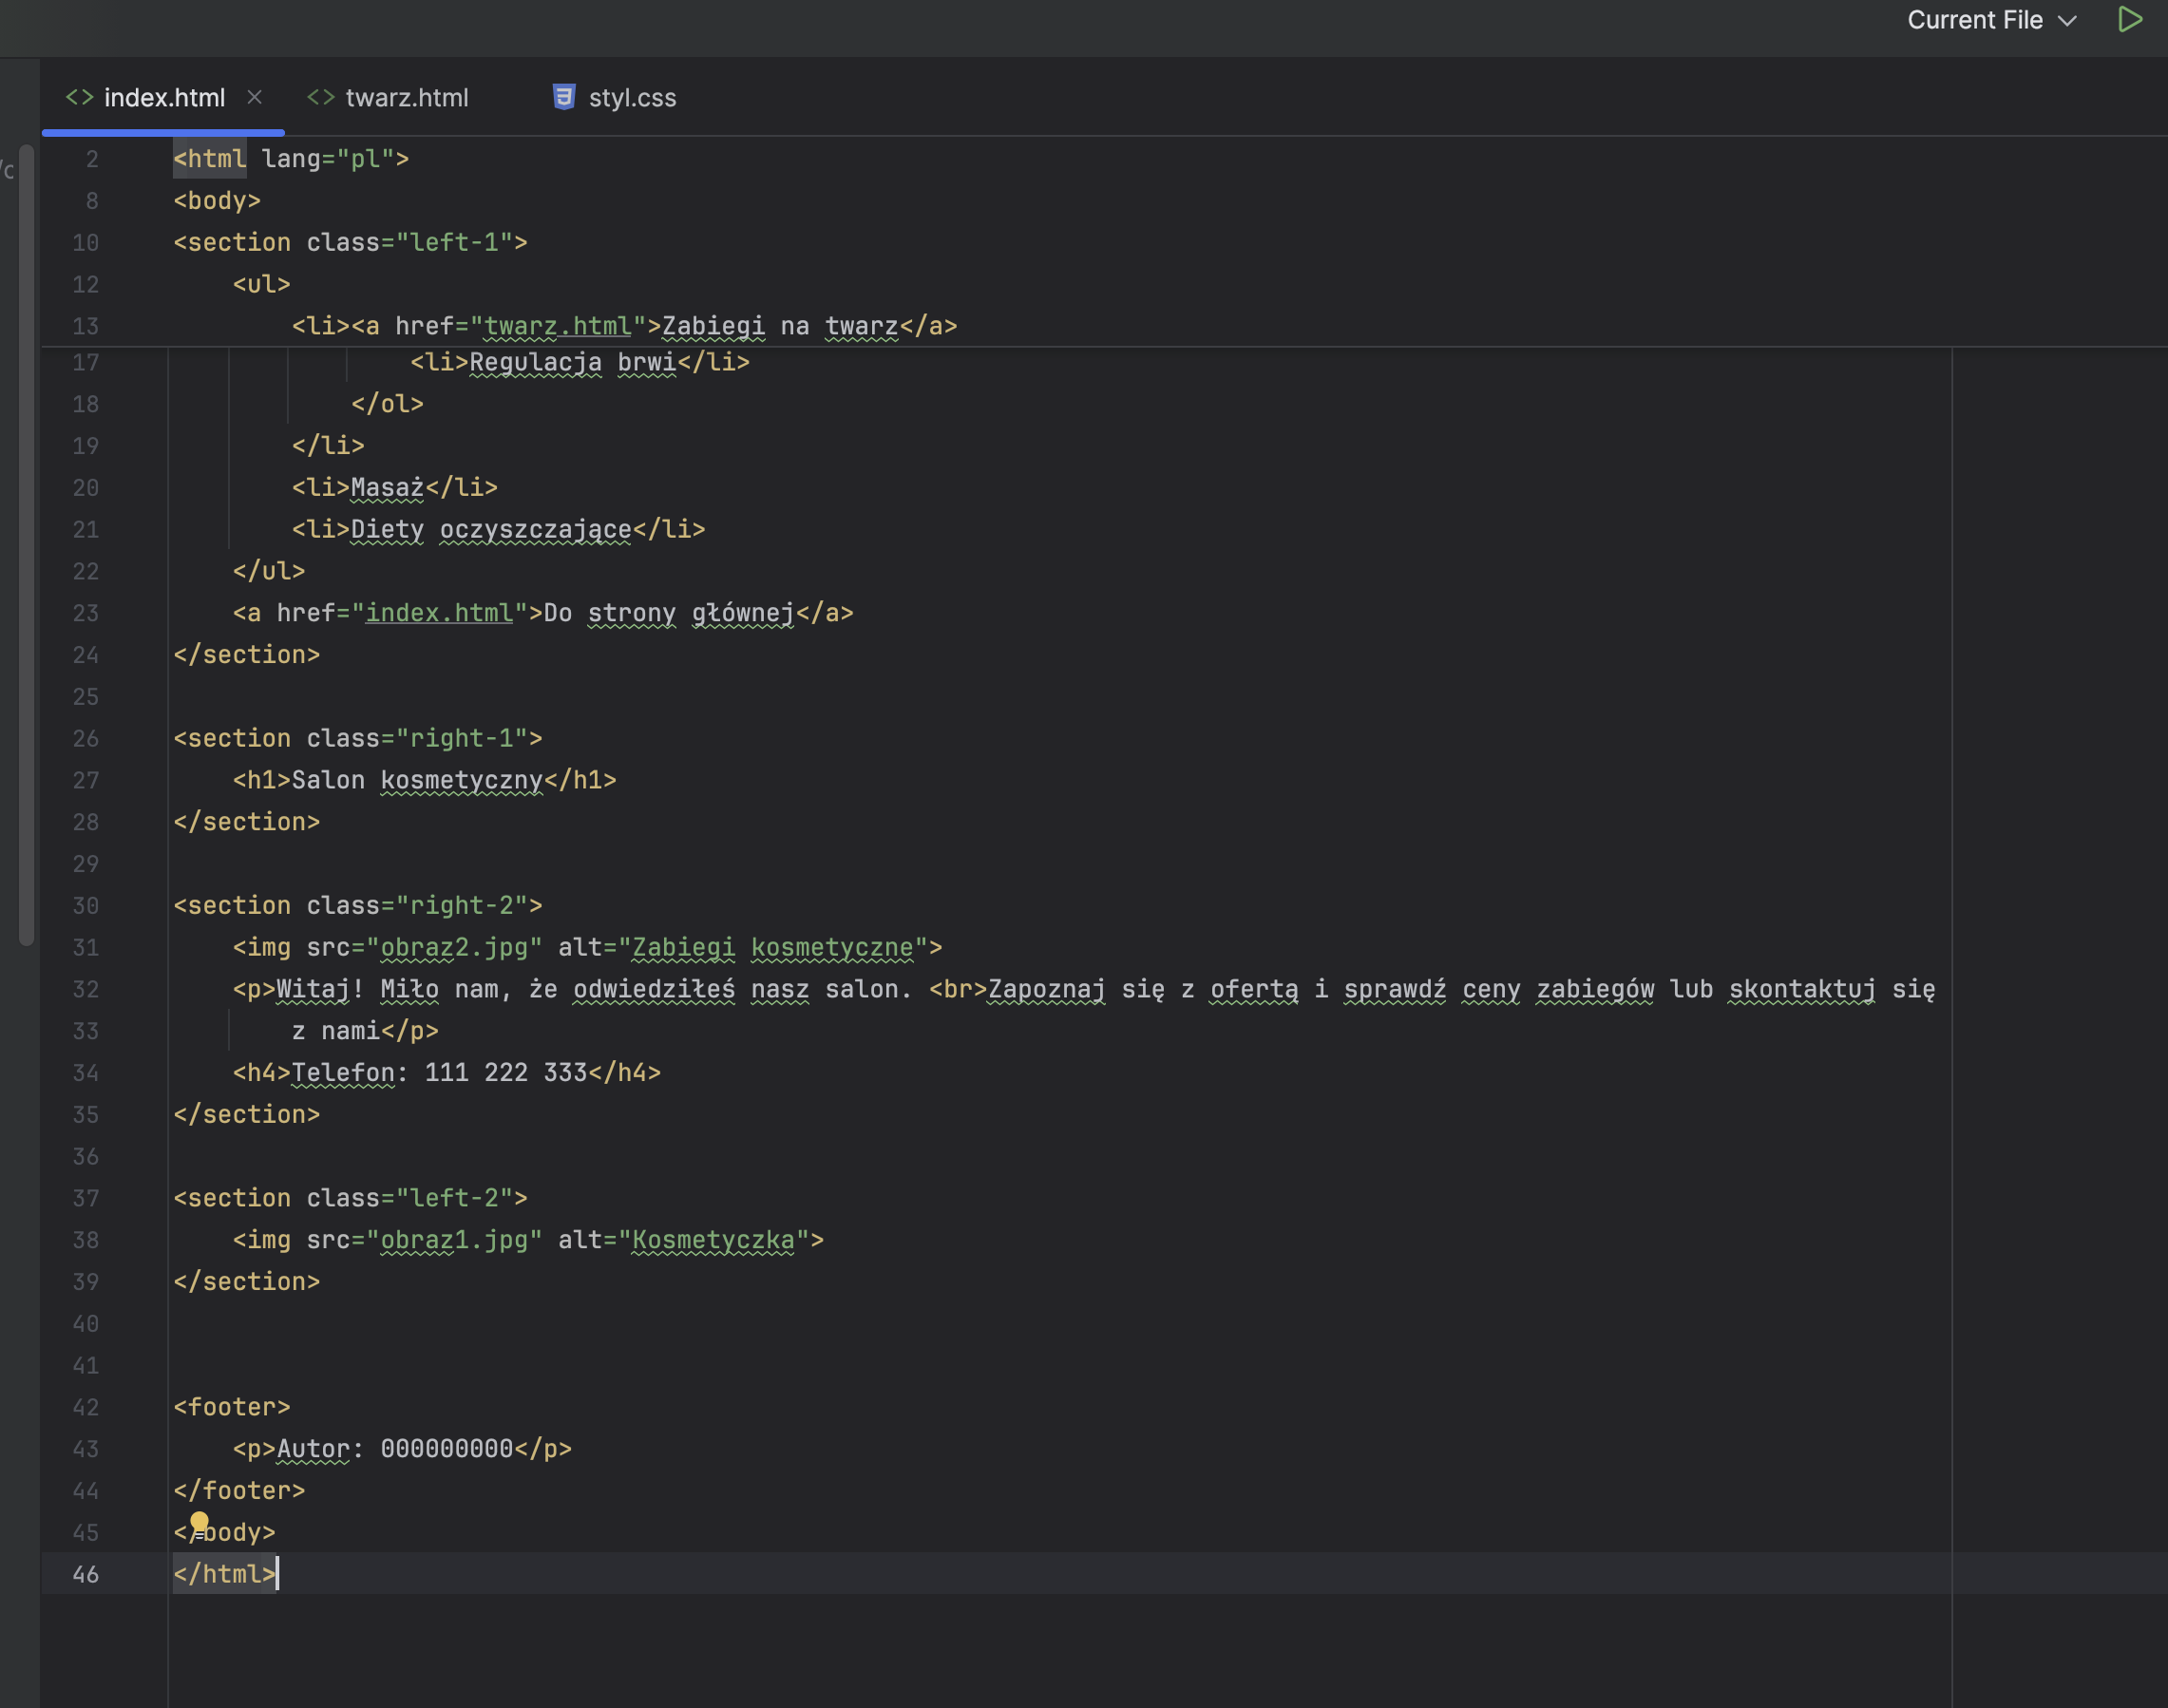 Current File
index.html
twarz.html
styl.css
2 <html lang="pl">
8 <body>
10 <section class="left-1">
12 <ul>
13 <li><a href="twarz.html">Zabiegi na twarz</a>
17 <li>Regulacja brwi</li>
18 </ol>
19 </li>
20 <li>Masaż</li>
21 <li>Diety oczyszczające</li>
22 </ul>
23 <a href="index.html">Do strony głównej</a>
24 </section>
25
26 <section class="right-1">
27 <h1>Salon kosmetyczny</h1>
28 </section>
29
30 <section class="right-2">
31 <img src="obraz2.jpg" alt="Zabiegi kosmetyczne">
32 <p>Witaj! Miło nam, że odwiedziłeś nasz salon. <br>Zapoznaj się z ofertą i sprawdź ceny zabiegów lub skontaktuj się
33 z nami</p>
34 <h4>Telefon: 111 222 333</h4>
35 </section>
36
37 <section class="left-2">
38 <img src="obraz1.jpg" alt="Kosmetyczka">
39 </section>
40
41
42 <footer>
43 <p>Autor: 000000000</p>
44 </footer>
45 </body>
46 </html>